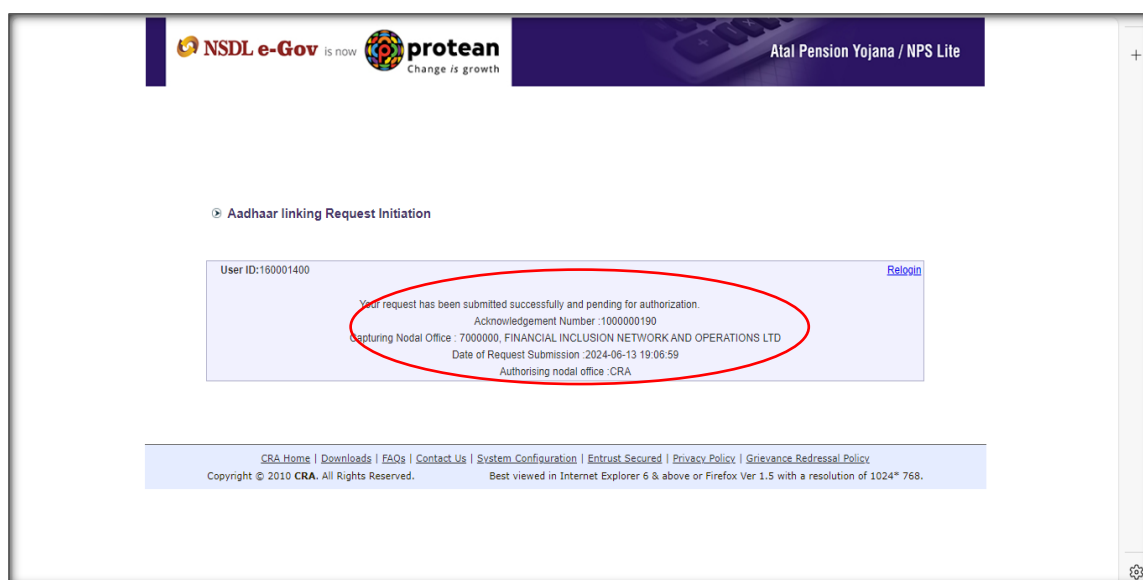 NSDL e-Gov is now protean
Change is growth
Atal Pension Yojana / NPS Lite
Aadhaar linking Request Initiation
User ID:160001400 Relogin
Your request has been submitted successfully and pending for authorization.
Acknowledgement Number :1000000190
Capturing Nodal Office : 7000000, FINANCIAL INCLUSION NETWORK AND OPERATIONS LTD
Date of Request Submission :2024-06-13 19:06:59
Authorising nodal office :CRA
CRA Home | Downloads | FAQs | Contact Us | System Configuration | Entrust Secured | Privacy Policy | Grievance Redressal Policy
Copyright © 2010 CRA. All Rights Reserved. Best viewed in Internet Explorer 6 & above or Firefox Ver 1.5 with a resolution of 1024* 768.